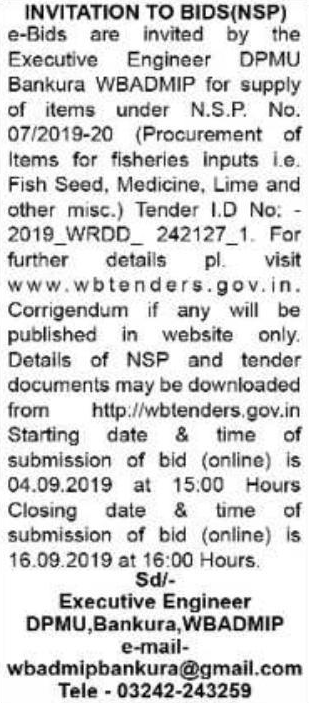 INVITATION TO BIDS(NSP)
e-Bids are invited by the
Executive Engineer DPMU
Bankura WBADMIP for supply
of items under N.S.P. No.
07/2019-20 (Procurement of
Items for fisheries inputs i.e.
Fish Seed, Medicine, Lime and
other misc.) Tender I.D No: -
2019_WRDD_ 242127_1. For
further details pl. visit
www.wbtenders.gov.in.
Corrigendum if any will be
published in website only.
Details of NSP and tender
documents may be downloaded
from http://wbtenders.gov.in
Starting date & time of
submission of bid (online) is
04.09.2019 at 15:00 Hours
Closing date & time of
submission of bid (online) is
16.09.2019 at 16:00 Hours.
Sd/-
Executive Engineer
DPMU,Bankura,WBADMIP
e-mail-
wbadmipbankura@gmail.com
Tele - 03242-243259